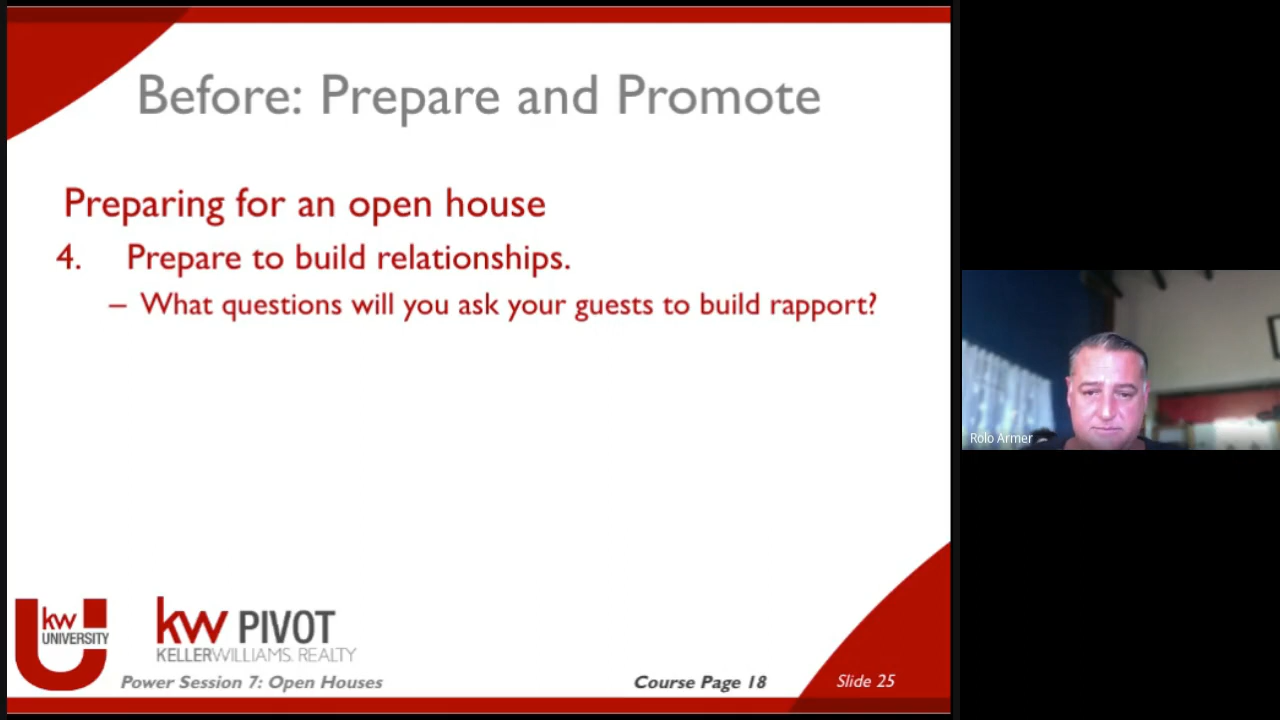 Before: Prepare and Promote
Preparing for an open house
4. Prepare to build relationships.
– What questions will you ask your guests to build rapport?
kw
UNIVERSITY
kw PIVOT
KELLERWILLIAMS. REALTY
Power Session 7: Open Houses
Course Page 18
Slide 25
Rolo Armer